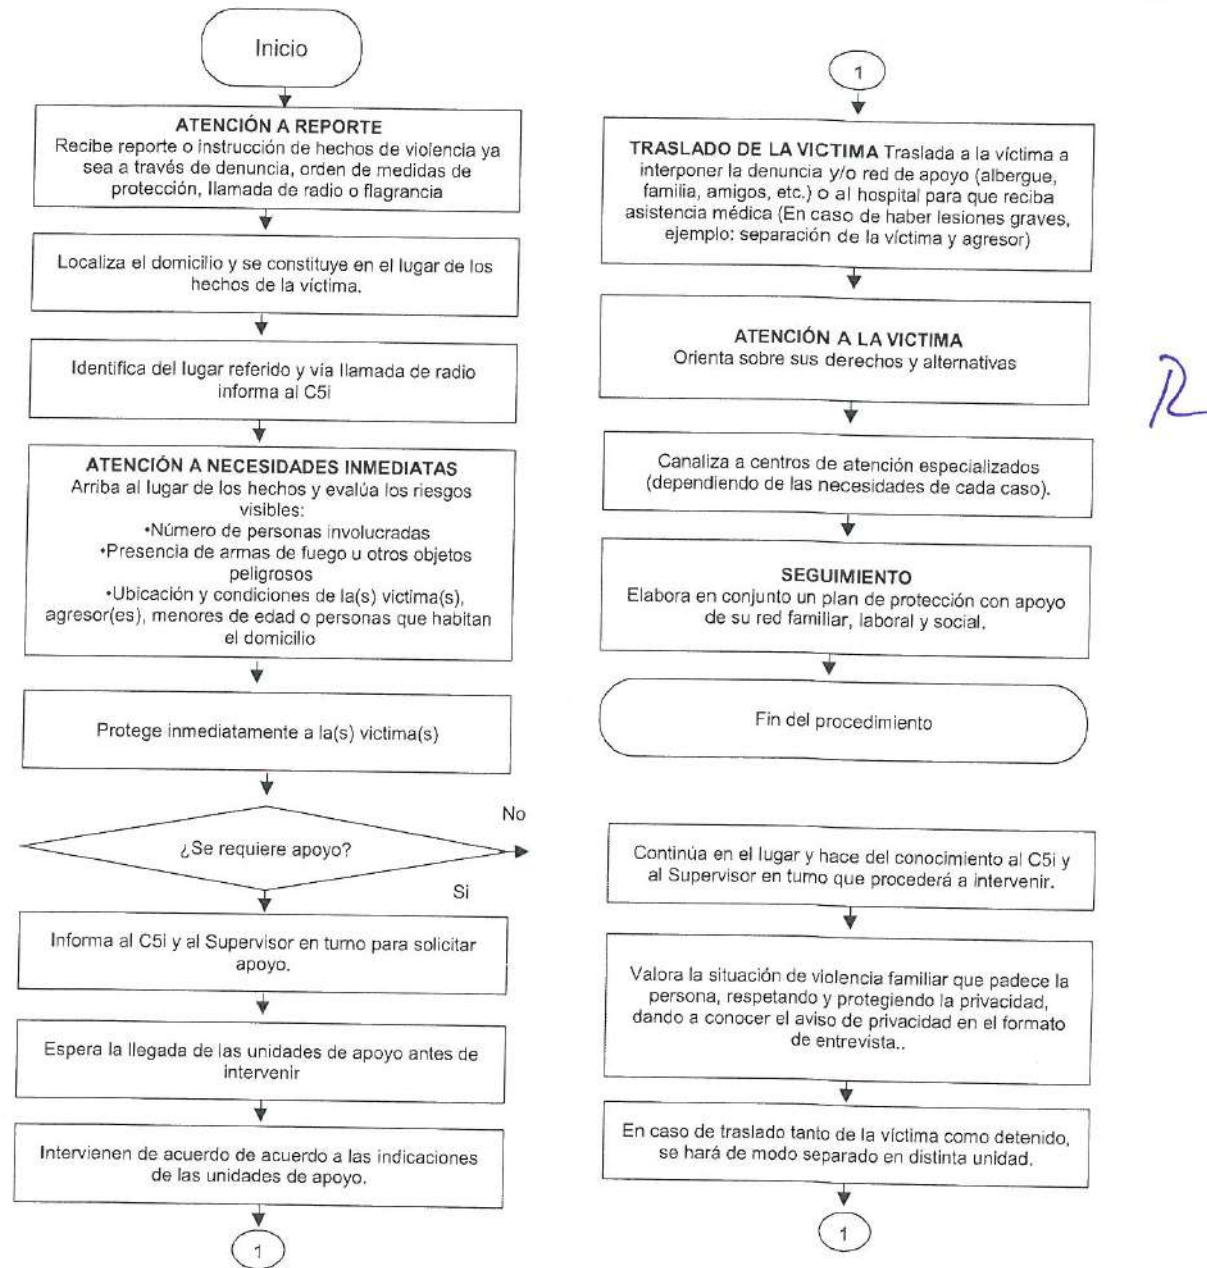 Inicio
ATENCIÓN A REPORTE
Recibe reporte o instrucción de hechos de violencia ya
sea a través de denuncia, orden de medidas de
protección, llamada de radio o flagrancia
Localiza el domicilio y se constituye en el lugar de los
hechos de la víctima.
Identifica del lugar referido y vía llamada de radio
informa al C5i
ATENCIÓN A NECESIDADES INMEDIATAS
Arriba al lugar de los hechos y evalúa los riesgos
visibles:
•Número de personas involucradas
•Presencia de armas de fuego u otros objetos
peligrosos
•Ubicación y condiciones de la(s) victima(s),
agresor(es), menores de edad o personas que habitan
el domicilio
Protege inmediatamente a la(s) victima(s)
¿Se requiere apoyo?
No
Si
Informa al C5i y al Supervisor en turno para solicitar
apoyo.
Espera la llegada de las unidades de apoyo antes de
intervenir
Intervienen de acuerdo de acuerdo a las indicaciones
de las unidades de apoyo.
1
1
TRASLADO DE LA VICTIMA Traslada a la víctima a
interponer la denuncia y/o red de apoyo (albergue,
familia, amigos, etc.) o al hospital para que reciba
asistencia médica (En caso de haber lesiones graves,
ejemplo: separación de la víctima y agresor)
ATENCIÓN A LA VICTIMA
Orienta sobre sus derechos y alternativas
Canaliza a centros de atención especializados
(dependiendo de las necesidades de cada caso).
SEGUIMIENTO
Elabora en conjunto un plan de protección con apoyo
de su red familiar, laboral y social.
Fin del procedimiento
Continúa en el lugar y hace del conocimiento al C5i y
al Supervisor en turno que procederá a intervenir.
Valora la situación de violencia familiar que padece la
persona, respetando y protegiendo la privacidad,
dando a conocer el aviso de privacidad en el formato
de entrevista..
En caso de traslado tanto de la víctima como detenido,
se hará de modo separado en distinta unidad.
1